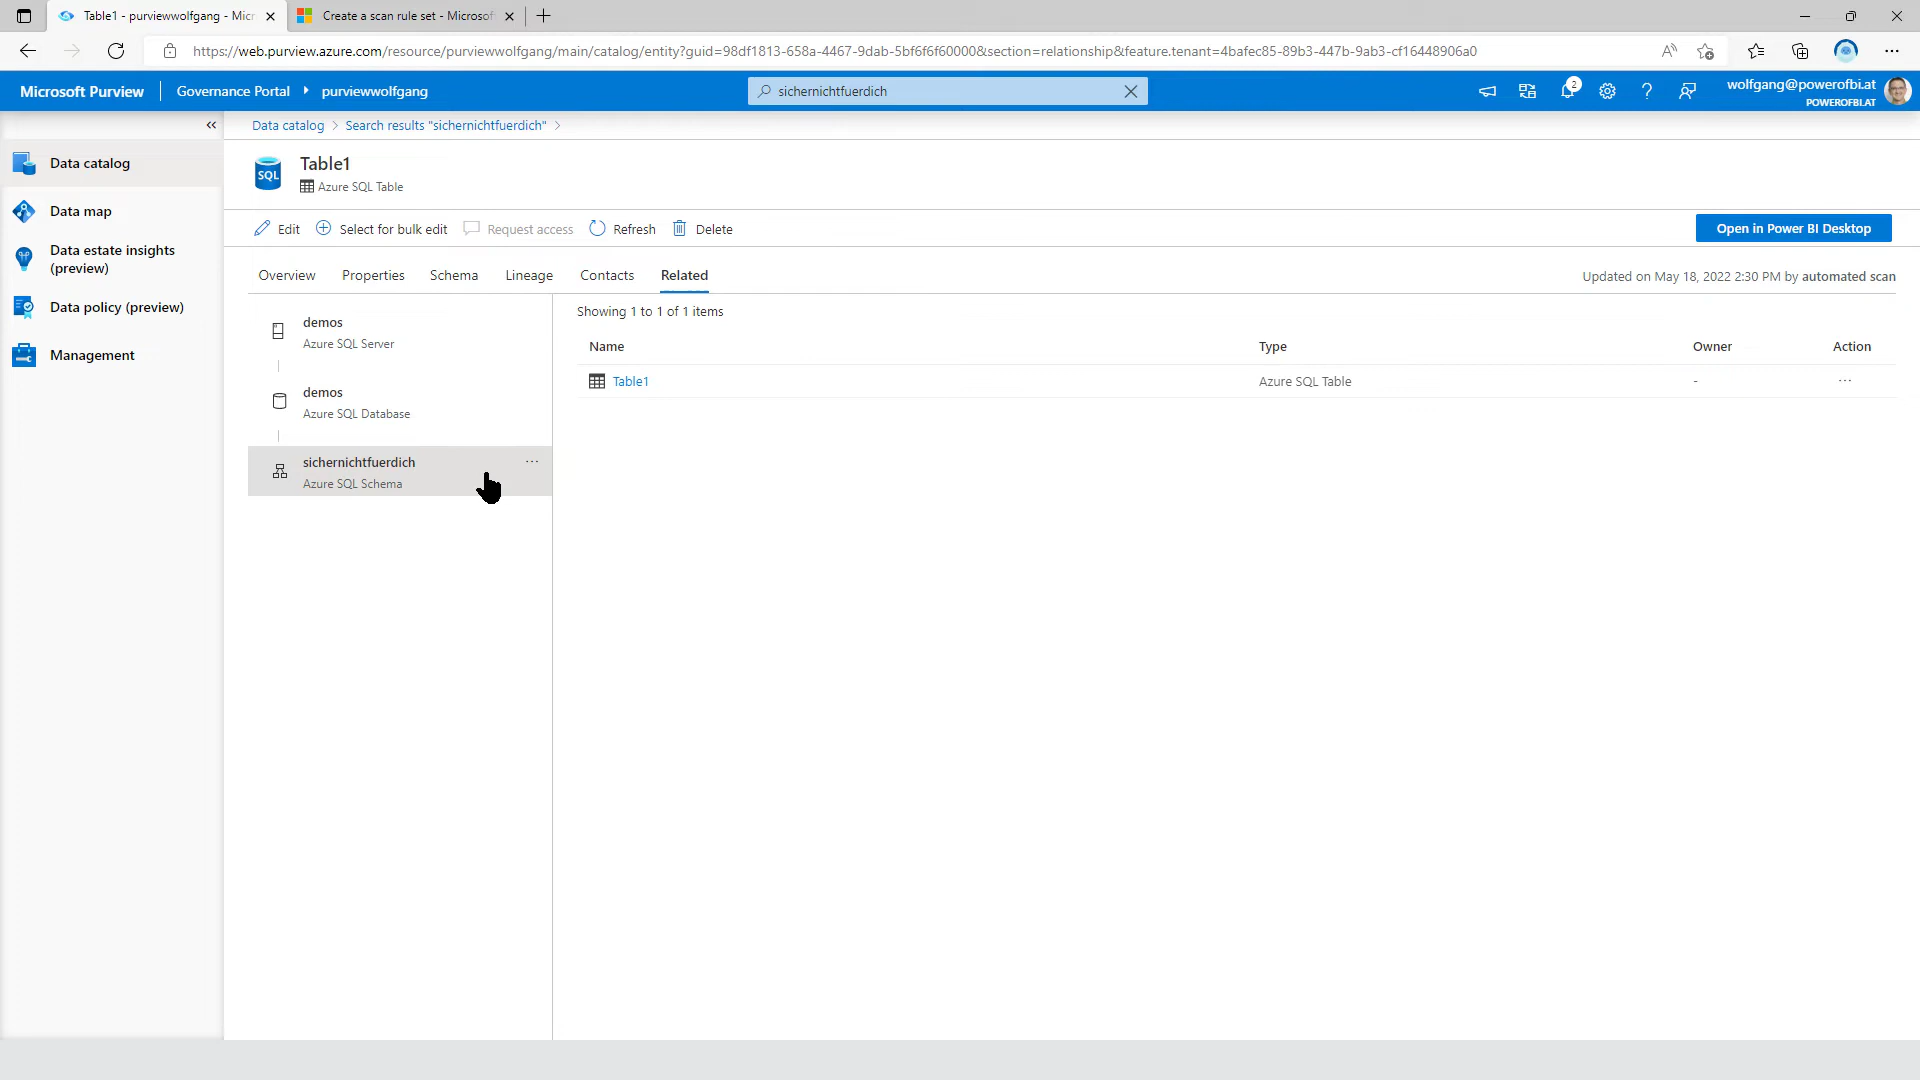 Table1 - purviewwolfgang - Mic
Create a scan rule set - Microsof
https://web.purview.azure.com/resource/purviewwolfgang/main/catalog/entity?guid=98df1813-658a-4467-9dab-5bf6f6f60000&section=relationship&feature.tenant=4bafec85-89b3-447b-9ab3-cf16448906a0
Microsoft Purview
Governance Portal
purviewwolfgang
sichernichtfuerdich
2
wolfgang@powerofbi.at
POWEROFBI.AT
Data catalog > Search results "sichernichtfuerdich" >
Data catalog
Data map
Data estate insights
(preview)
Data policy (preview)
Management
SQL
Table1
Azure SQL Table
Edit
Select for bulk edit
Request access
Refresh
Delete
Open in Power BI Desktop
Overview
Properties
Schema
Lineage
Contacts
Related
Updated on May 18, 2022 2:30 PM by automated scan
demos
Azure SQL Server
demos
Azure SQL Database
sichernichtfuerdich
Azure SQL Schema
Showing 1 to 1 of 1 items
Name Type Owner Action
Table1 Azure SQL Table - ...